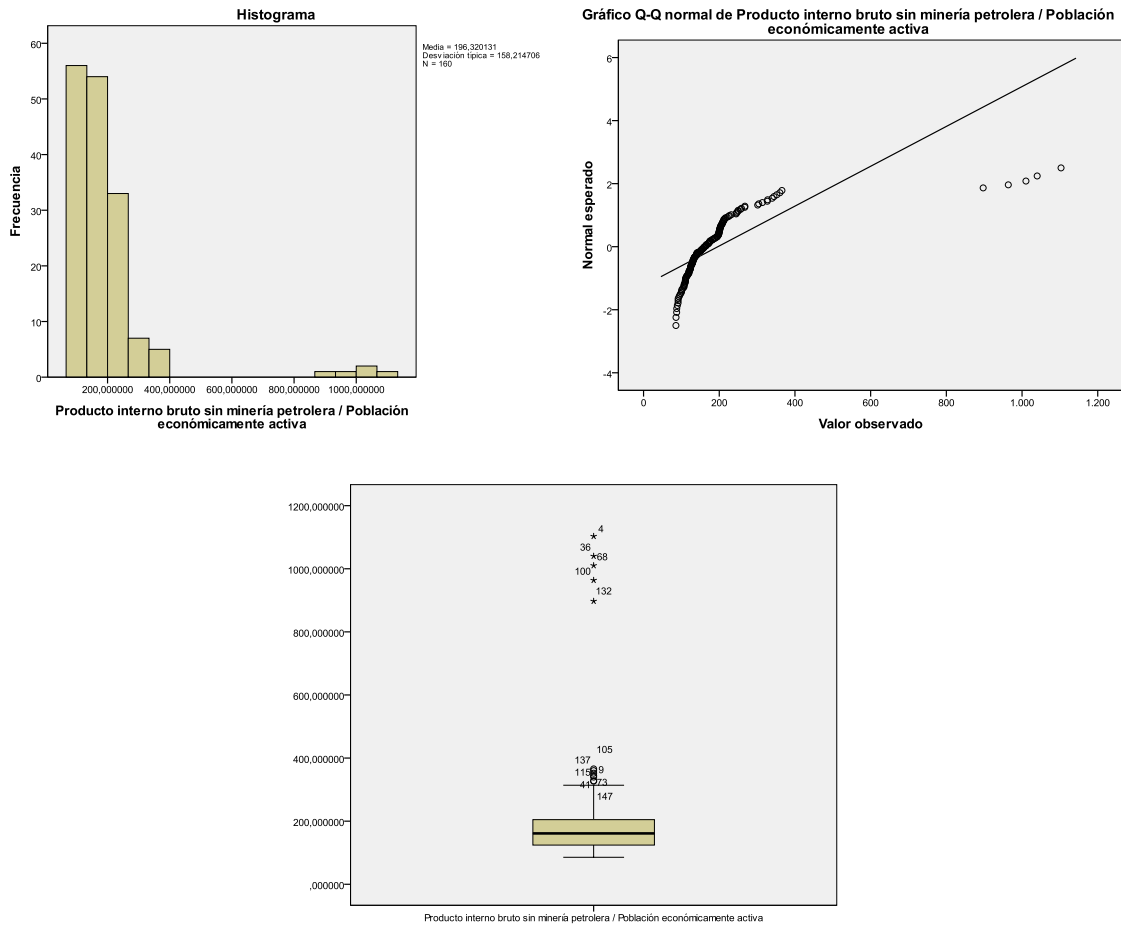 Histograma
Media = 196,320131
Desviación típica = 158,214706
N = 160
60
50
40
30
20
10
0
Frecuencia
200,000000 400,000000 600,000000 800,000000 1000,000000
Producto interno bruto sin minería petrolera / Población
económicamente activa
Gráfico Q-Q normal de Producto interno bruto sin minería petrolera / Población
económicamente activa
6
4
2
0
-2
-4
Normal esperado
0 200 400 600 800 1.000 1.200
Valor observado
1200,000000
1000,000000
800,000000
600,000000
400,000000
200,000000
,000000
4
36
68
100
132
105
137
115 9
41 73
147
Producto interno bruto sin minería petrolera / Población económicamente activa